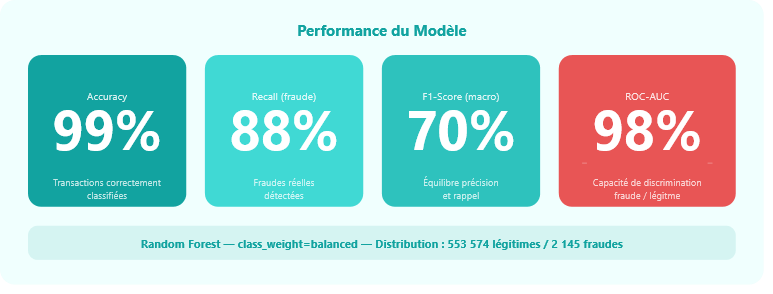 Performance du Modèle
Accuracy
99%
Transactions correctement
classifiées
Recall (fraude)
88%
Fraudes réelles
détectées
F1-Score (macro)
70%
Équilibre précision
et rappel
ROC-AUC
98%
Capacité de discrimination
fraude / légitme
Random Forest — class_weight=balanced — Distribution : 553 574 légitimes / 2 145 fraudes